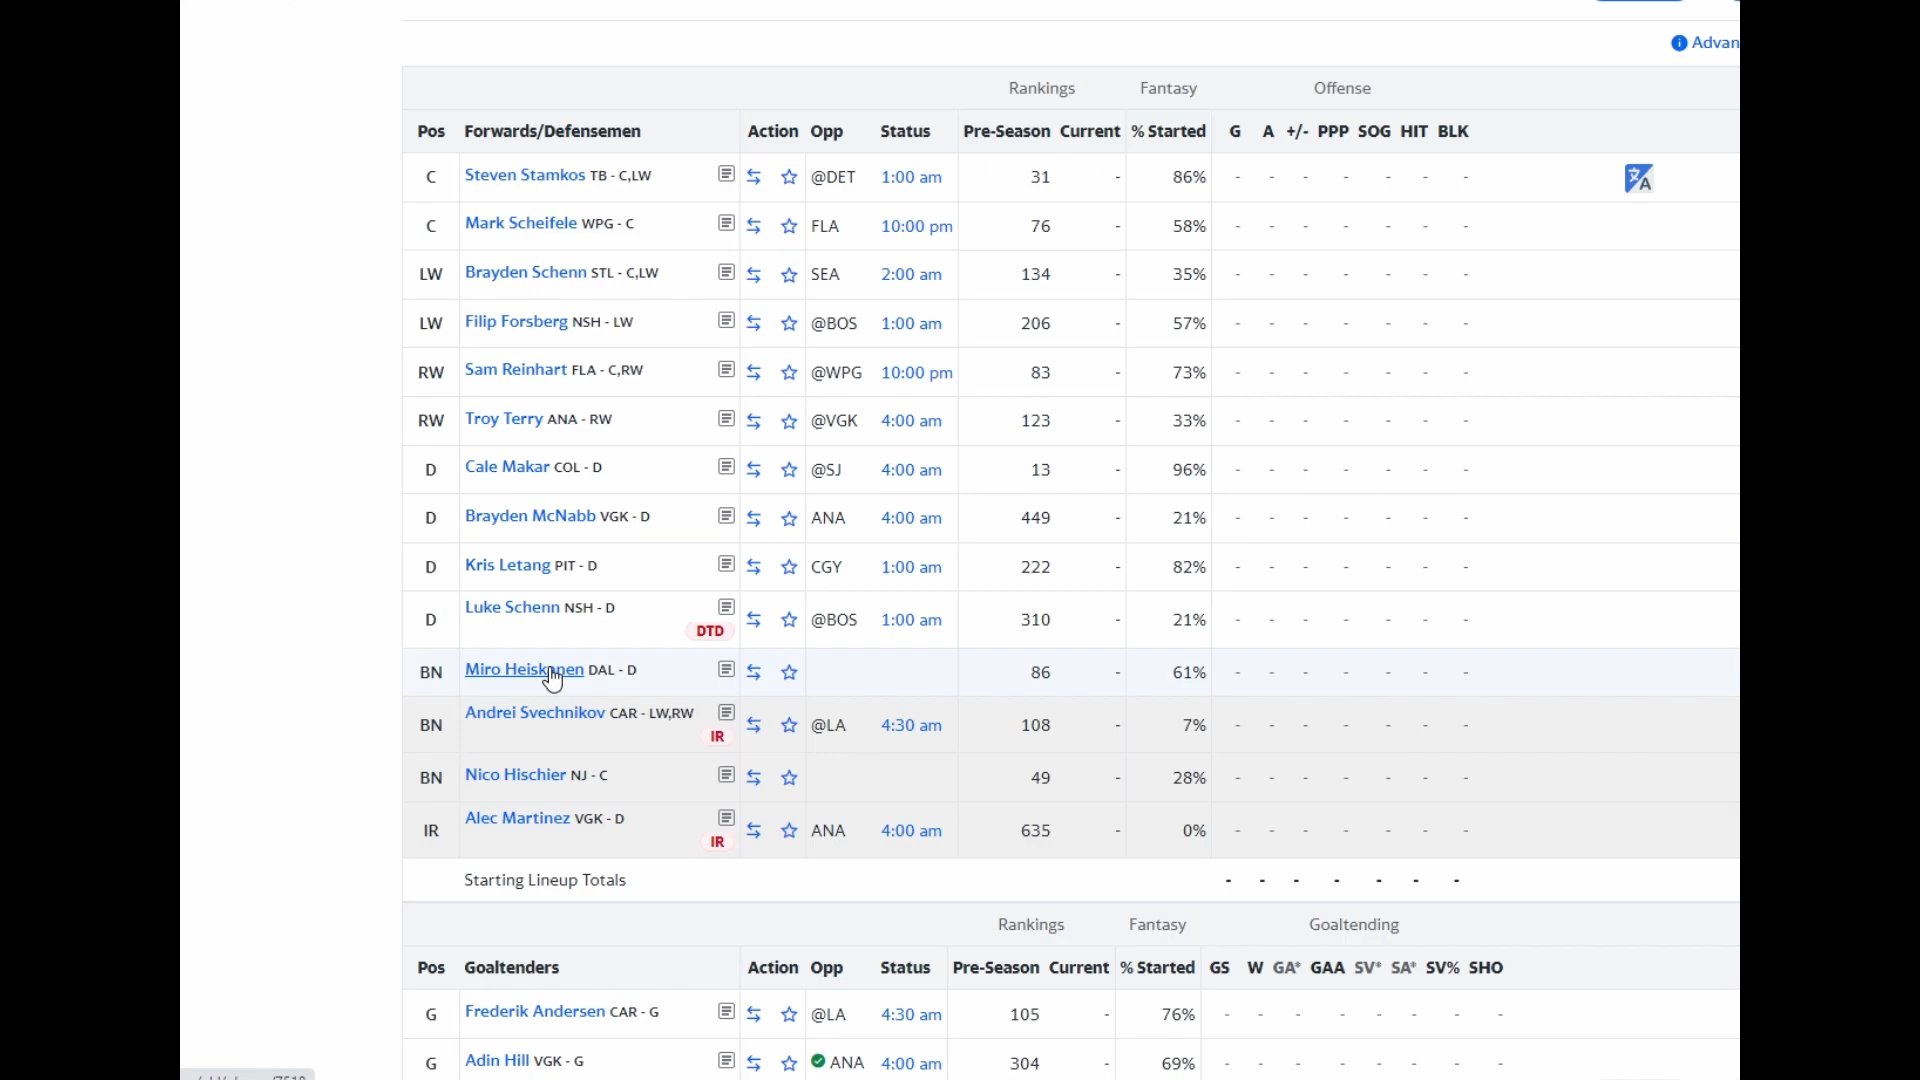 Advan
Rankings Fantasy Offense
Pos Forwards/Defensemen Action Opp Status Pre-Season Current % Started G A +/- PPP SOG HIT BLK
C Steven Stamkos TB - C,LW @DET 1:00 am 31 - 86% - - - - - - -
C Mark Scheifele WPG - C FLA 10:00 pm 76 - 58% - - - - - - -
LW Brayden Schenn STL - C,LW SEA 2:00 am 134 - 35% - - - - - - -
LW Filip Forsberg NSH - LW @BOS 1:00 am 206 - 57% - - - - - - -
RW Sam Reinhart FLA - C,RW @WPG 10:00 pm 83 - 73% - - - - - - -
RW Troy Terry ANA - RW @VGK 4:00 am 123 - 33% - - - - - - -
D Cale Makar COL - D @SJ 4:00 am 13 - 96% - - - - - - -
D Brayden McNabb VGK - D ANA 4:00 am 449 - 21% - - - - - - -
D Kris Letang PIT - D CGY 1:00 am 222 - 82% - - - - - - -
D Luke Schenn NSH - D @BOS 1:00 am 310 - 21% - - - - - - -
DTD
BN Miro Heiskanen DAL - D 86 - 61% - - - - - - -
BN Andrei Svechnikov CAR - LW,RW @LA 4:30 am 108 - 7% - - - - - - -
IR
BN Nico Hischier NJ - C 49 - 28% - - - - - - -
IR Alec Martinez VGK - D ANA 4:00 am 635 - 0% - - - - - - -
IR
Starting Lineup Totals - - - - - - -
Rankings Fantasy Goaltending
Pos Goaltenders Action Opp Status Pre-Season Current % Started GS W GA* GAA SV* SA* SV% SHO
G Frederik Andersen CAR - G @LA 4:30 am 105 - 76% - - - - - - - -
G Adin Hill VGK - G ANA 4:00 am 304 - 69% - - - - - - - -